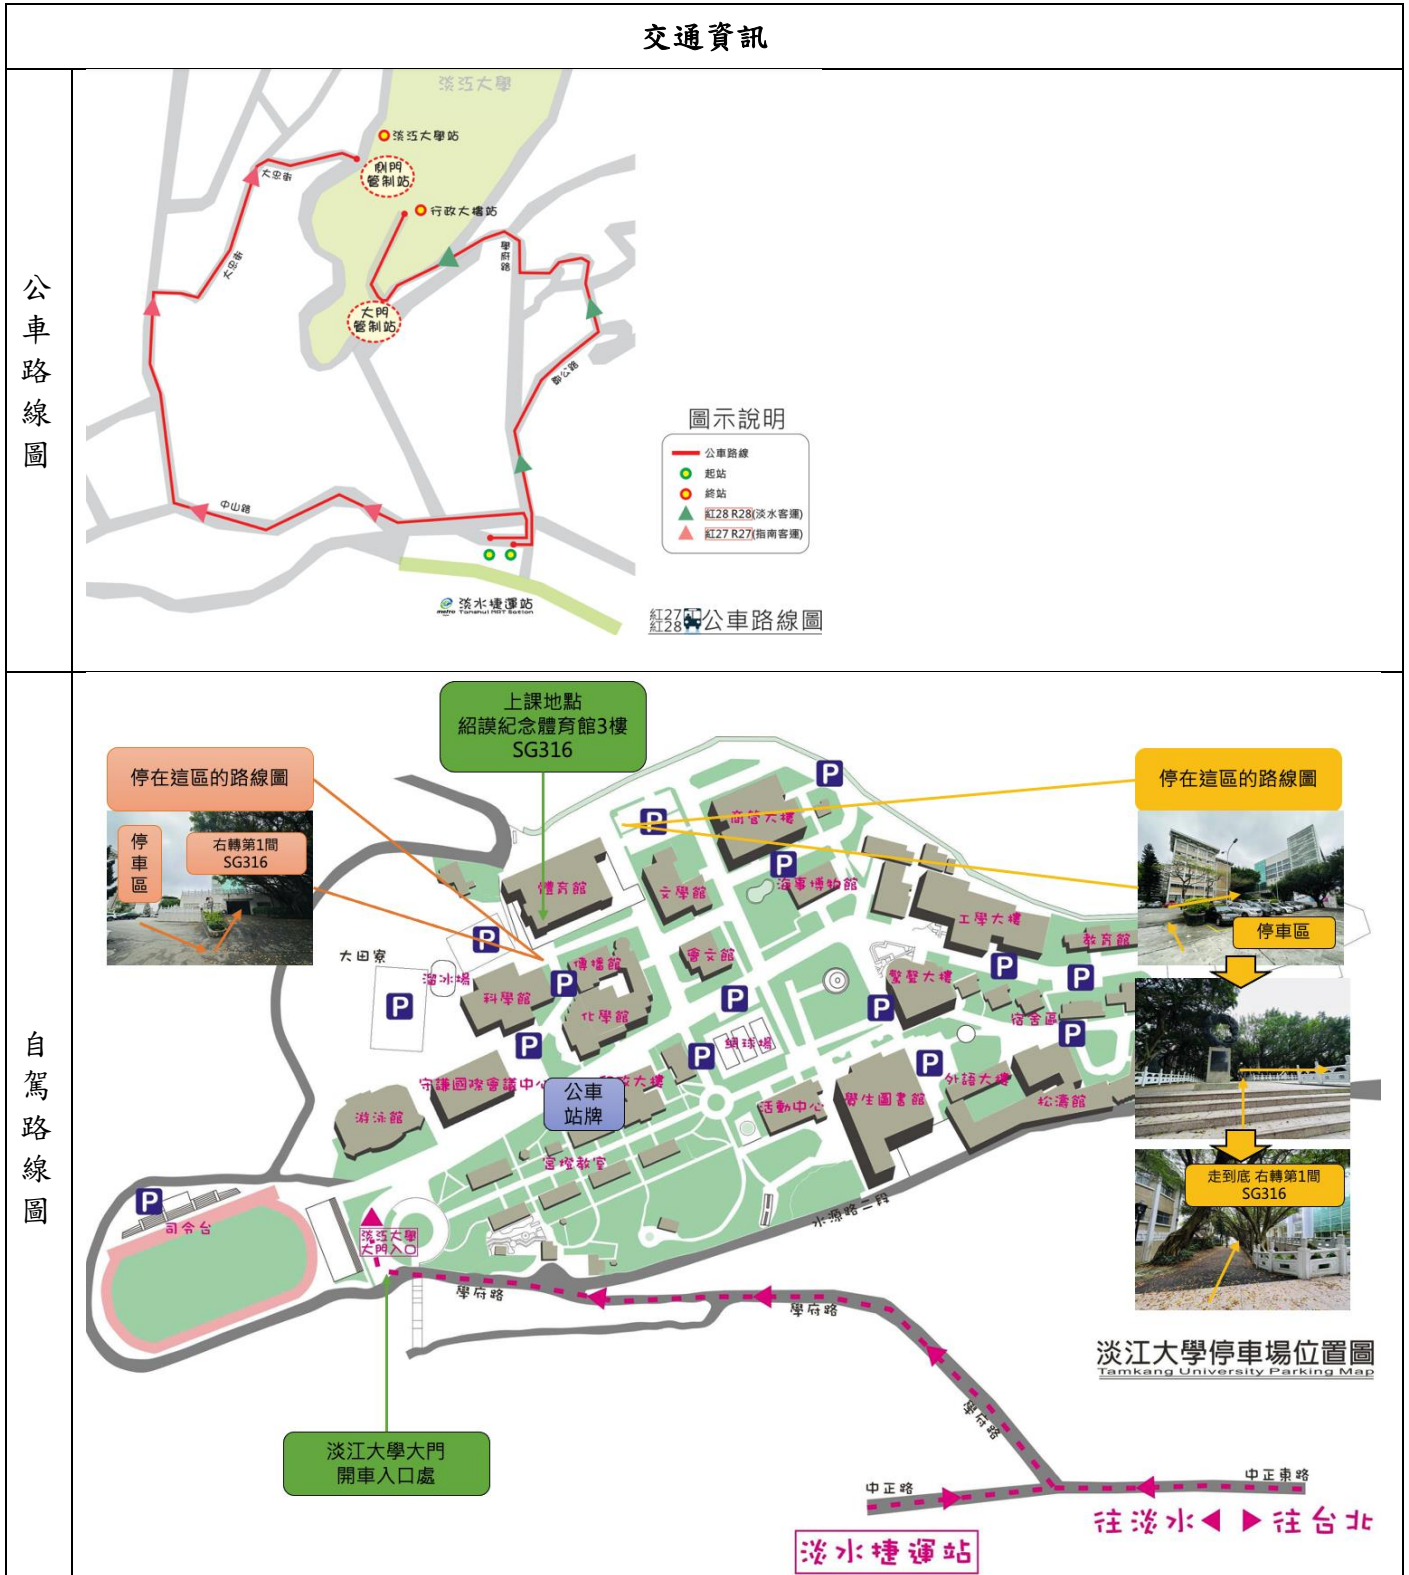 交通資訊
公車路線圖
淡江大學
淡江大學站
側門
管制站
大忠街
行政大樓站
大忠街
學府路
大門
管制站
鄧公路
中山路
淡水捷運站
Tamshui MRT Station
圖示說明
公車路線
起站
終站
紅28 R28(淡水客運)
紅27 R27(指南客運)
紅27
紅28
公車路線圖
自駕路線圖
上課地點
紹謨紀念體育館3樓
SG316
停在這區的路線圖
停車區
右轉第1間
SG316
停在這區的路線圖
停車區
走到底 右轉第1間
SG316
P
P
商管大樓
P
體育館
文學館
海事博物館
工學大樓
教育館
P
大田寮
溜冰場
傳播館
會文館
P
科學館
P
P
P
驚聲大樓
P
P
化學館
宿舍區
P
P
網球場
P
P
守謙國際會議中心
行政大樓
公車
站牌
外語大樓
活動中心
學生圖書館
松濤館
游泳館
宮燈教室
P
司令台
水源路二段
淡江大學
大門入口
學府路
學府路
淡江大學停車場位置圖
Tamkang University Parking Map
淡江大學大門
開車入口處
中正路
中正東路
往淡水
往台北
淡水捷運站